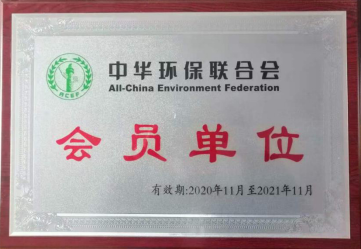 中华环保联合会
All-China Environment Federation
ACEF
会员单位
有效期:2020年11月至2021年11月